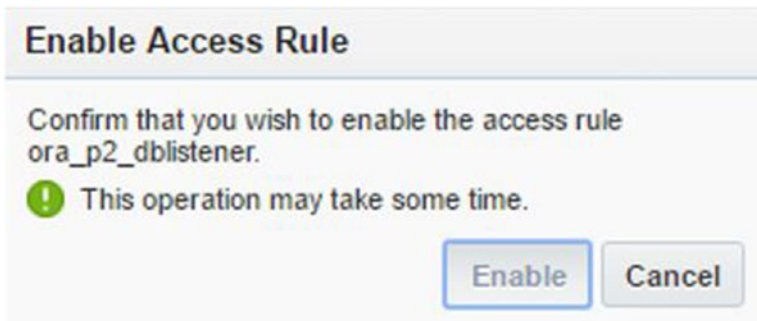 Enable Access Rule
Confirm that you wish to enable the access rule
ora_p2_dblistener.
This operation may take some time.
Enable Cancel